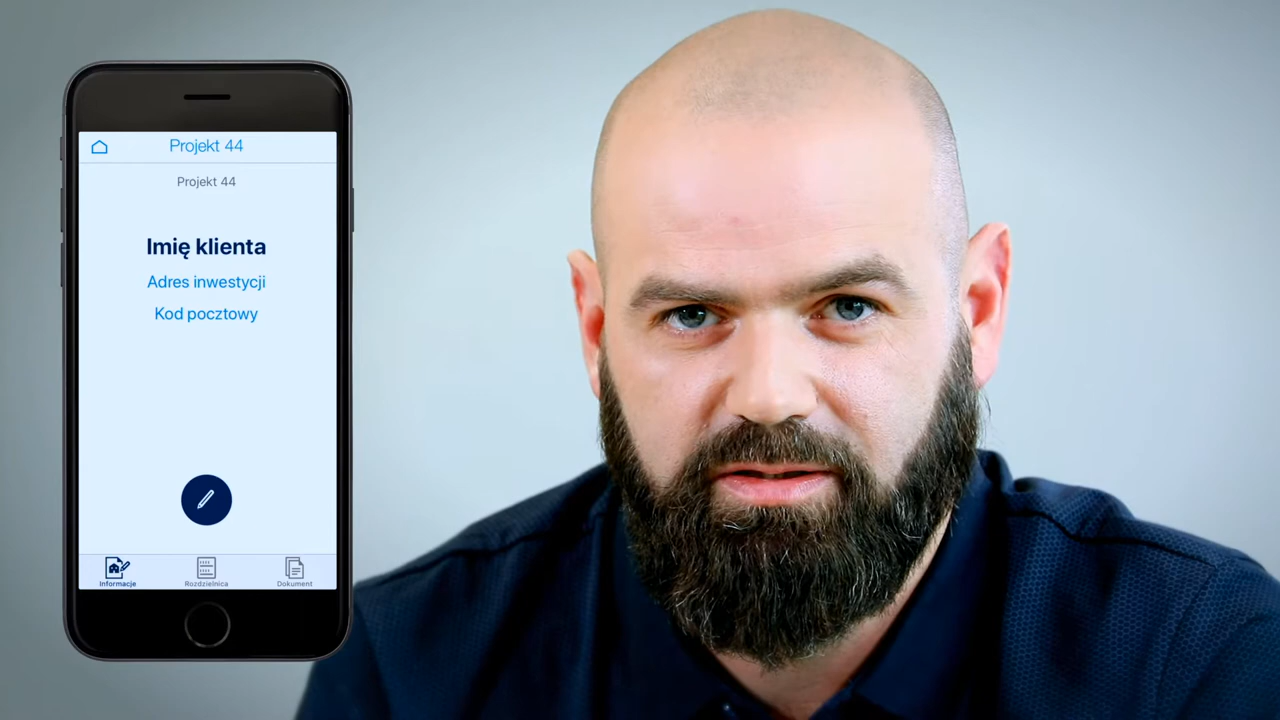 Projekt 44
Projekt 44
Imię klienta
Adres inwestycji
Kod pocztowy
Informacje
Rozdzielnica
Dokument